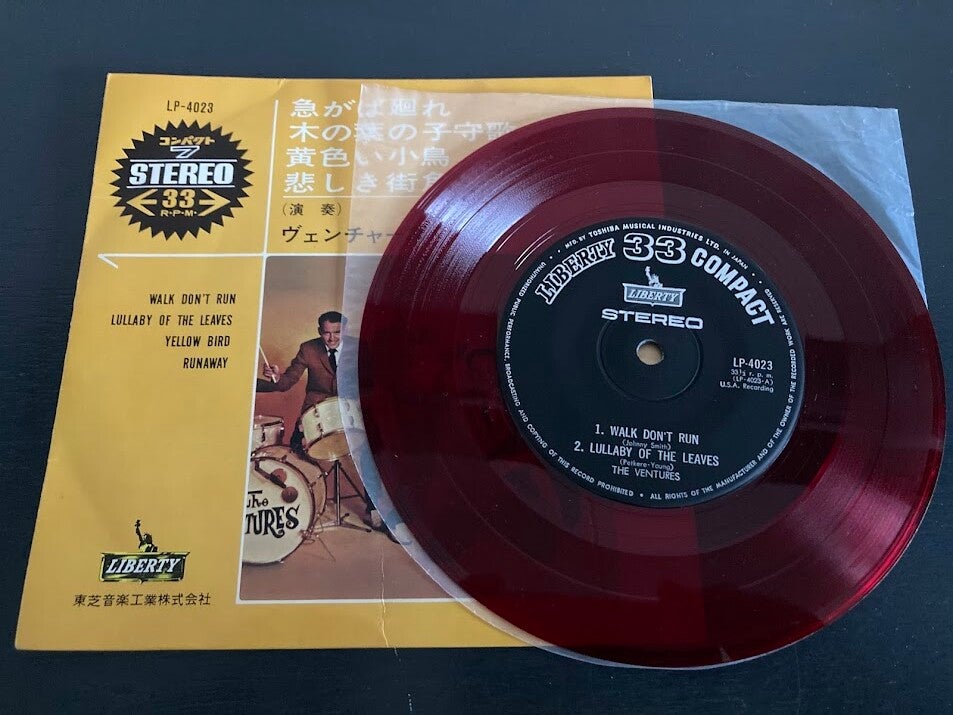 LP-4023
コンパクト
7
STEREO
33
R·P·M·
急がば廻れ
木の葉の子守歌
黄色い小鳥
悲しき街角
(演奏)
ヴェンチャー
1
WALK DON'T RUN
LULLABY OF THE LEAVES
YELLOW BIRD
RUNAWAY
The
TURES
LIBERTY
東芝音楽工業株式会社
MFD. BY TOSHIBA MUSICAL INDUSTRIES LTD. IN JAPAN · ALL RIGHTS OF THE MANUFACTURER AND OF THE OWNER OF THE RECORDED WORK ARE RESERVED
UNAUTHORIZED PUBLIC PERFORMANCE, BROADCASTING AND COPYING OF THIS RECORD PROHIBITED
LIBERTY 33 COMPACT
LIBERTY
STEREO
LP-4023
33⅓ r. p. m.
(LP-4023-A)
U.S.A. Recording
1. WALK DON'T RUN
(Johnny Smith)
2. LULLABY OF THE LEAVES
(Petkere-Young)
THE VENTURES